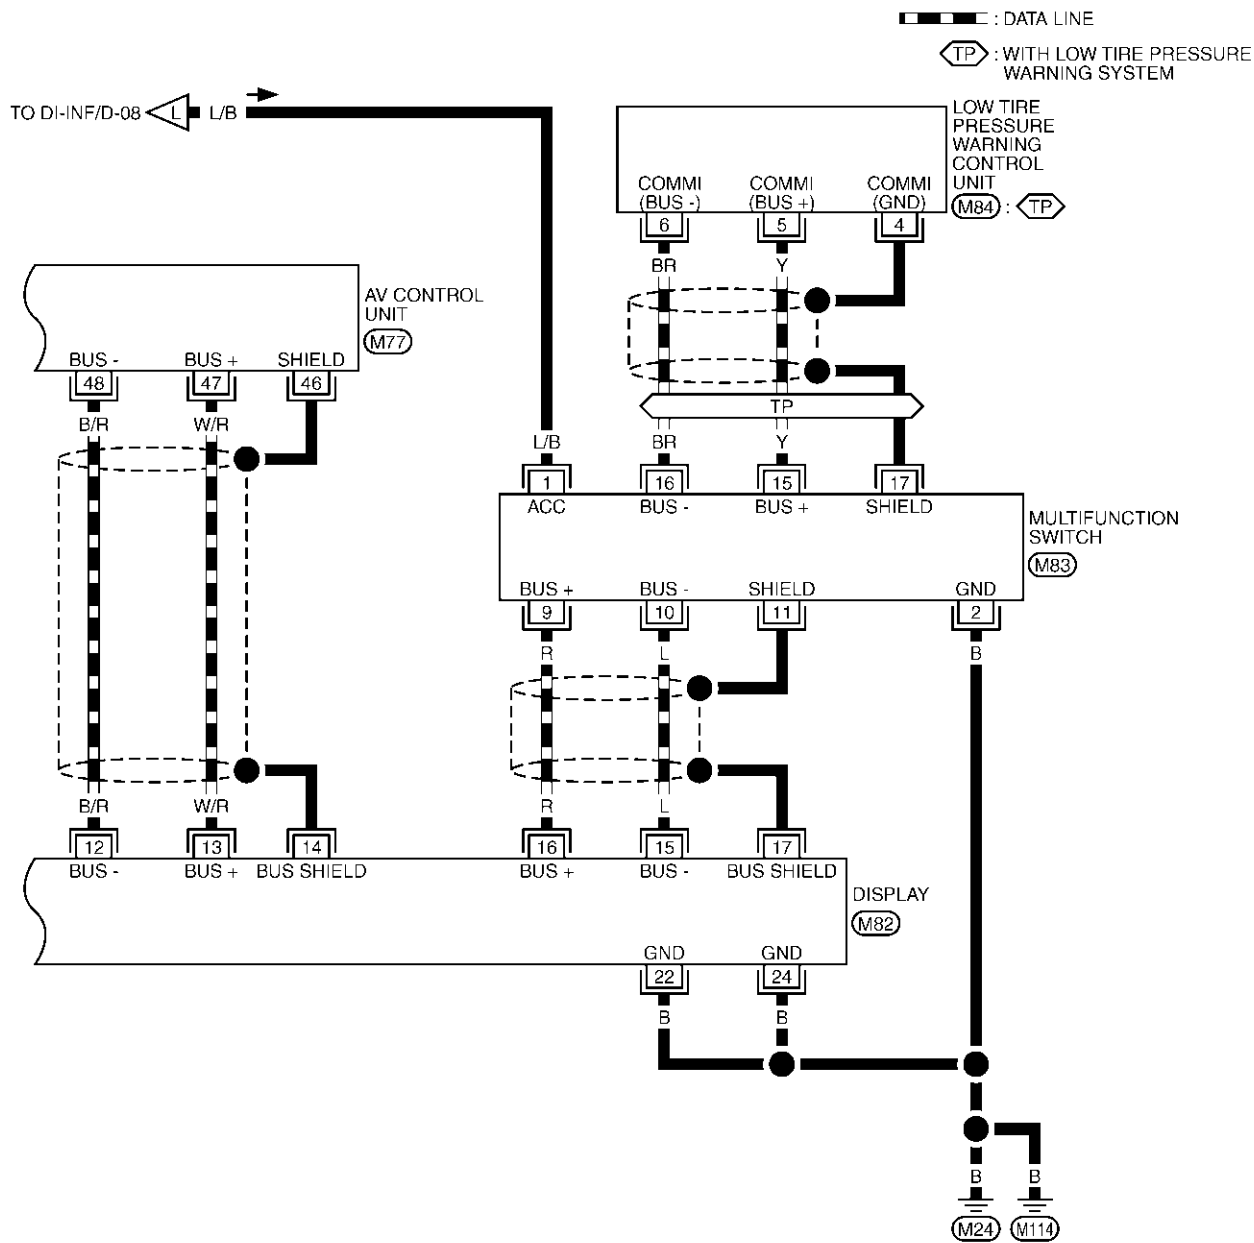 : DATA LINE
TP : WITH LOW TIRE PRESSURE
WARNING SYSTEM
TO DI-INF/D-08 L L/B
LOW TIRE
PRESSURE
WARNING
CONTROL
UNIT
M84 : TP
COMMI
(BUS -)
COMMI
(BUS +)
COMMI
(GND)
6 5 4
BR Y
AV CONTROL
UNIT
M77
BUS - BUS + SHIELD
48 47 46
B/R W/R
TP
L/B BR Y
1 16 15 17
ACC BUS - BUS + SHIELD
MULTIFUNCTION
SWITCH
M83
BUS + BUS - SHIELD GND
9 10 11 2
R L B
B/R W/R R L
12 13 14 16 15 17
BUS - BUS + BUS SHIELD BUS + BUS - BUS SHIELD
DISPLAY
M82
GND GND
22 24
B B
B B
M24 M114